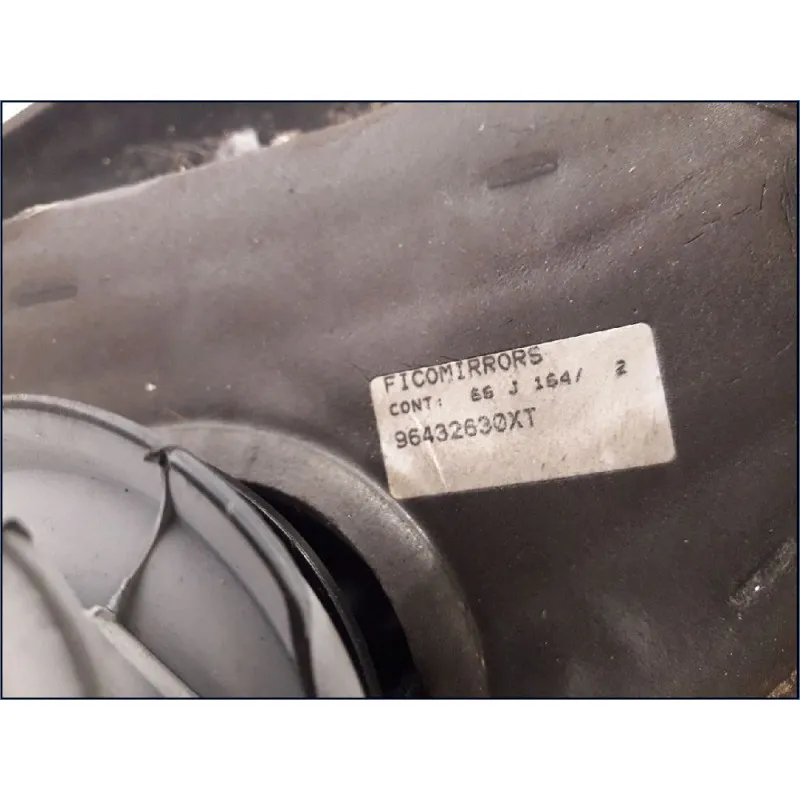 FICOMIRRORS
CONT: 66 J 164/ 2
96432630XT